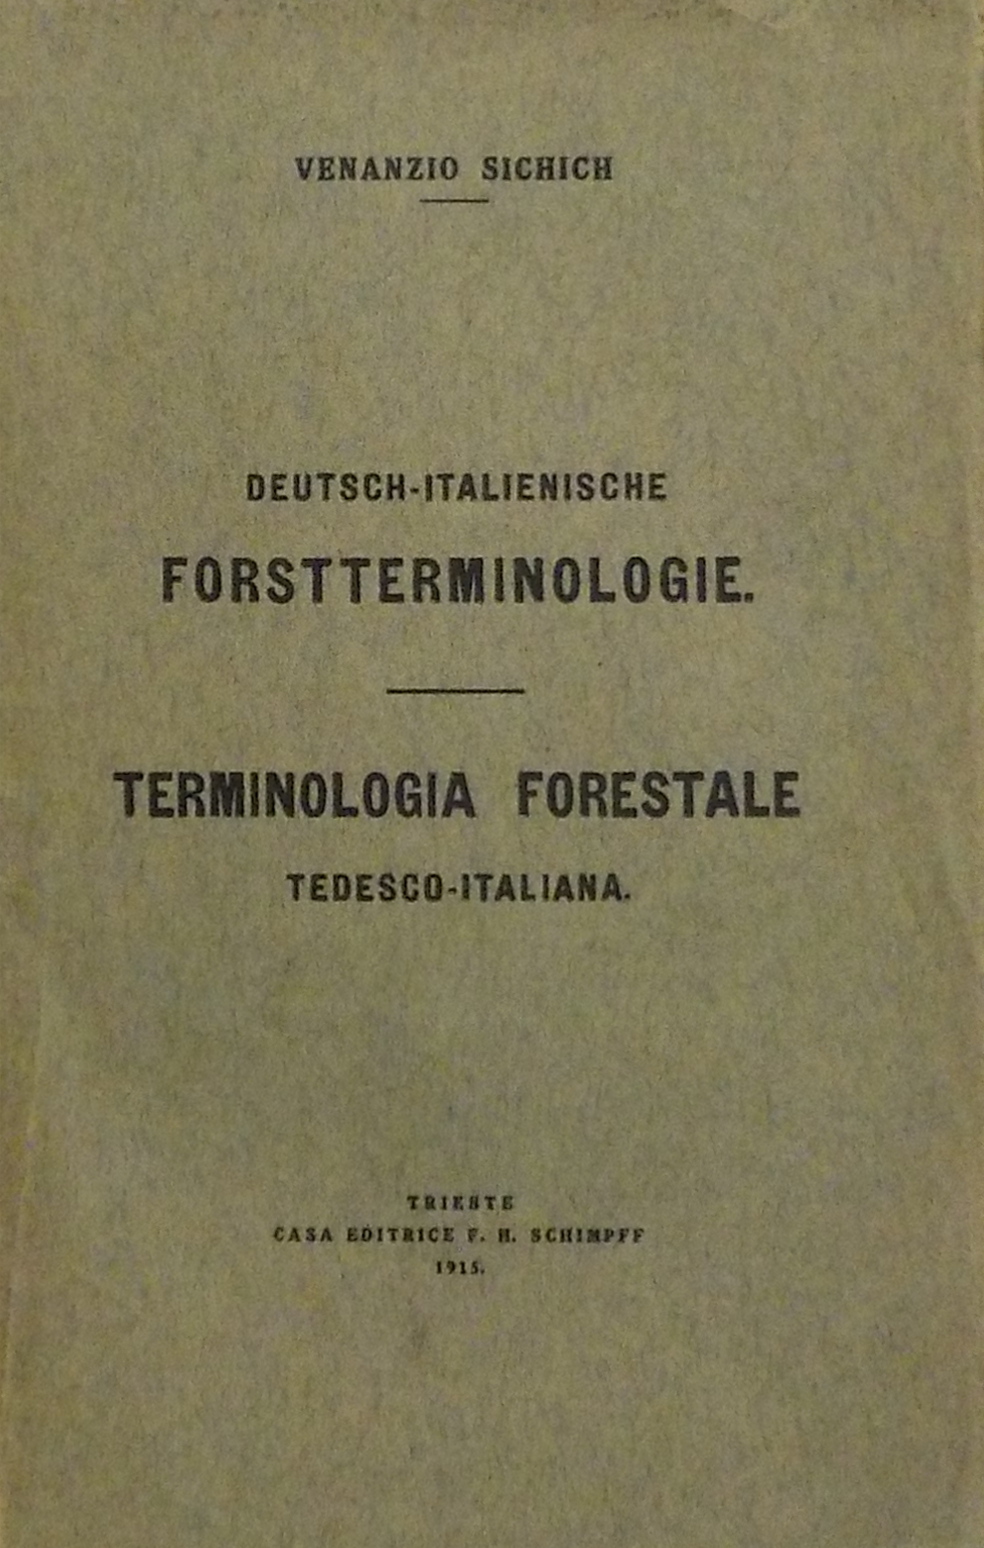 VENANZIO SICHICH
DEUTSCH-ITALIENISCHE
FORSTTERMINOLOGIE.
TERMINOLOGIA FORESTALE
TEDESCO-ITALIANA.
TRIESTE
CASA EDITRICE F. H. SCHIMPFF
1915.